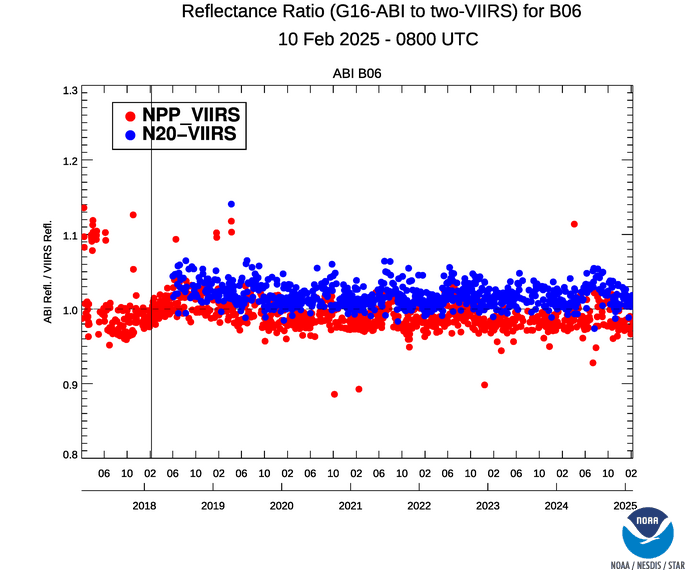 Reflectance Ratio (G16-ABI to two-VIIRS) for B06
10 Feb 2025 - 0800 UTC
ABI B06
1.3
NPP_VIIRS
N20-VIIRS
1.2
1.1
1.0
0.9
0.8
ABI Refl. / VIIRS Refl.
06 10 02 06 10 02 06 10 02 06 10 02 06 10 02 06 10 02 06 10 02 06 10 02
2018 2019 2020 2021 2022 2023 2024 2025
NOAA
NOAA / NESDIS / STAR